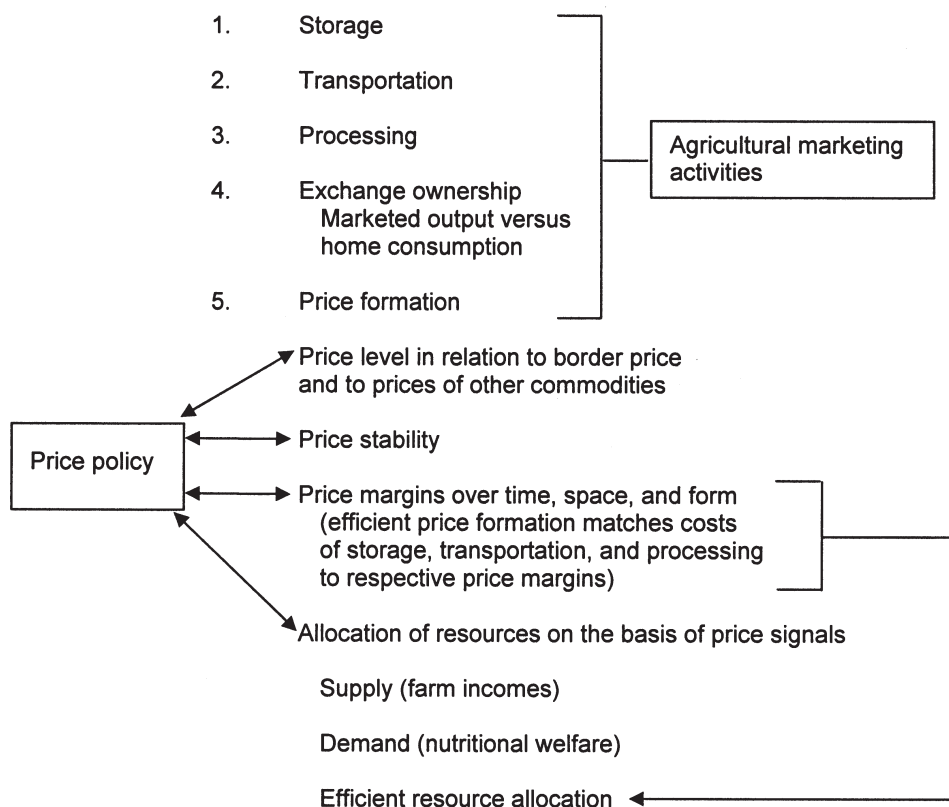 1. Storage
2. Transportation
3. Processing
4. Exchange ownership
Marketed output versus
home consumption
5. Price formation
Agricultural marketing
activities
Price level in relation to border price
and to prices of other commodities
Price policy
Price stability
Price margins over time, space, and form
(efficient price formation matches costs
of storage, transportation, and processing
to respective price margins)
Allocation of resources on the basis of price signals
Supply (farm incomes)
Demand (nutritional welfare)
Efficient resource allocation